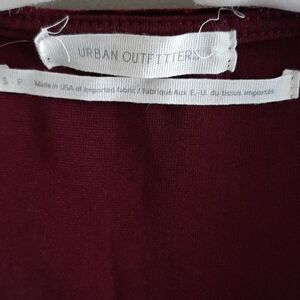 URBAN OUTFITTERS
S - P Made in USA of imported fabric / Fabriqué Aux E.-U. du tissus importés